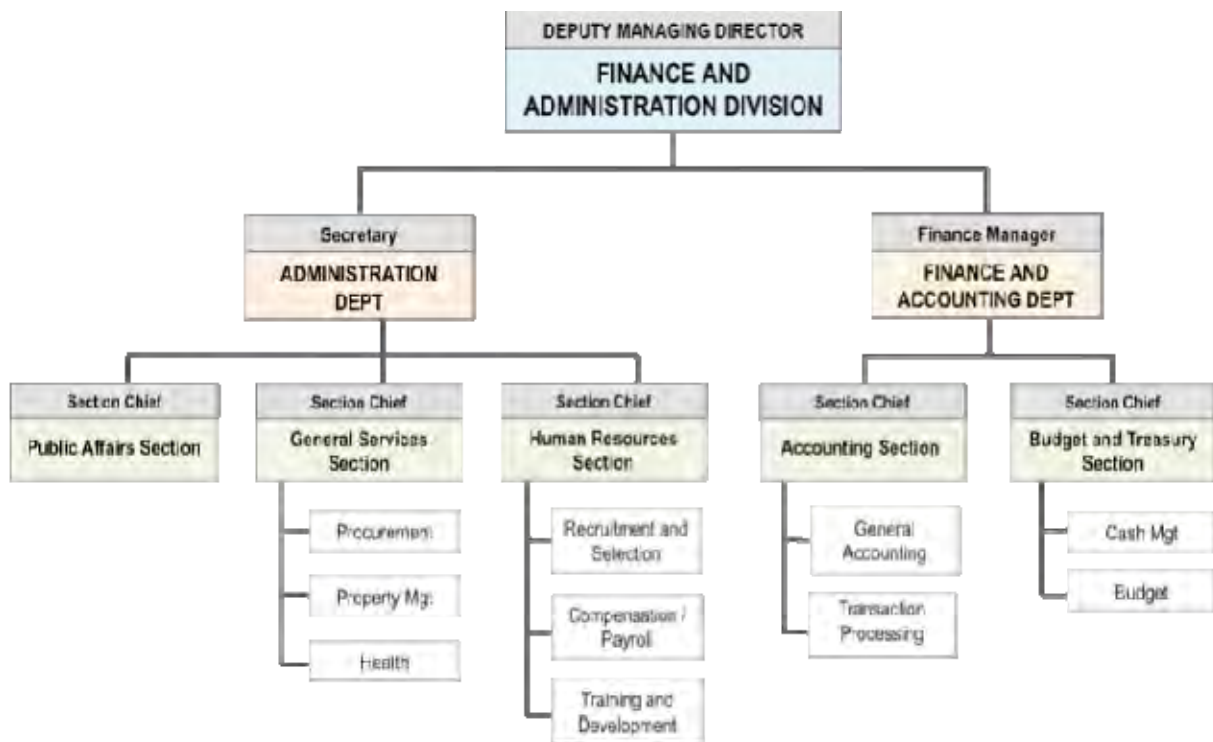 DEPUTY MANAGING DIRECTOR
FINANCE AND
ADMINISTRATION DIVISION
Secretary
ADMINISTRATION
DEPT
Finance Manager
FINANCE AND
ACCOUNTING DEPT
Section Chief
Public Affairs Section
Section Chief
General Services
Section
Section Chief
Human Resources
Section
Section Chief
Accounting Section
Section Chief
Budget and Treasury
Section
Procurement
Property Mgt
Health
Recruitment and
Selection
Compensation /
Payroll
Training and
Development
General
Accounting
Transaction
Processing
Cash Mgt
Budget